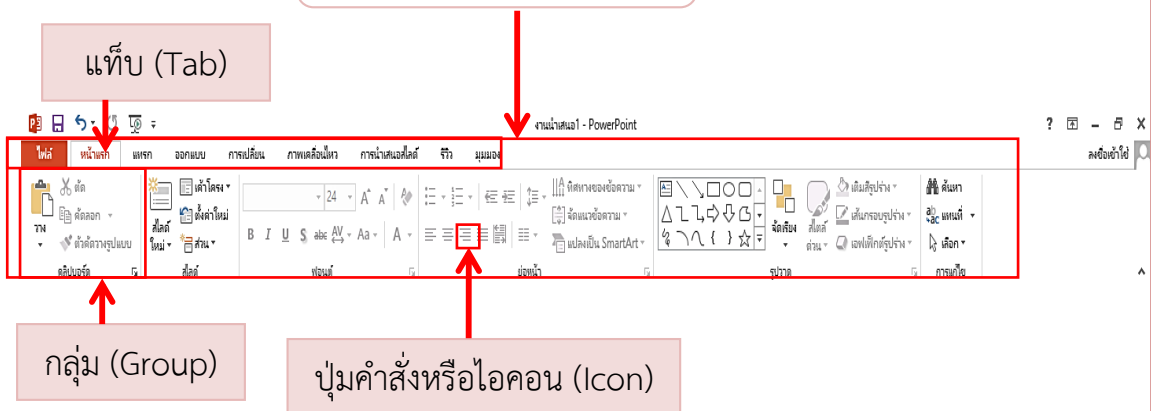 แท็บ (Tab)
งานนำเสนอ1 - PowerPoint
ไฟล์ หน้าแรก แทรก ออกแบบ การเปลี่ยน ภาพเคลื่อนไหว การนำเสนอสไลด์ รีวิว มุมมอง
ลงชื่อเข้าใช้
วาง
ตัด
คัดลอก
ตัวคัดวางรูปแบบ
คลิปบอร์ด
สไลด์
ใหม่
เค้าโครง
ตั้งค่าใหม่
ส่วน
สไลด์
24
B I U S abc AV Aa A
ฟอนต์
ทิศทางของข้อความ
จัดแนวข้อความ
แปลงเป็น SmartArt
ย่อหน้า
จัดเรียง
สไตล์
ด่วน
เติมสีรูปร่าง
เส้นกรอบรูปร่าง
เอฟเฟ็กต์รูปร่าง
รูปวาด
ค้นหา
แทนที่
เลือก
การแก้ไข
กลุ่ม (Group)
ปุ่มคำสั่งหรือไอคอน (Icon)